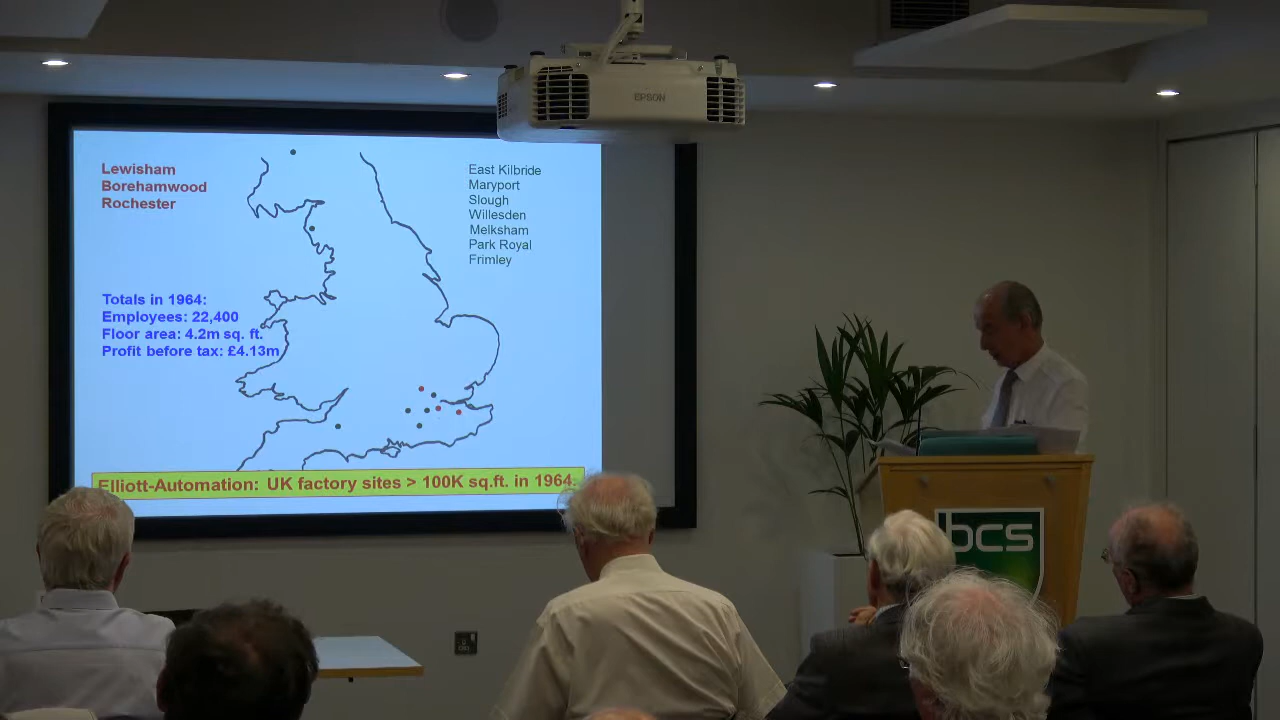 EPSON
Lewisham
Borehamwood
Rochester
East Kilbride
Maryport
Slough
Willesden
Melksham
Park Royal
Frimley
Totals in 1964:
Employees: 22,400
Floor area: 4.2m sq. ft.
Profit before tax: £4.13m
Elliott-Automation: UK factory sites > 100K sq.ft. in 1964.
bcs